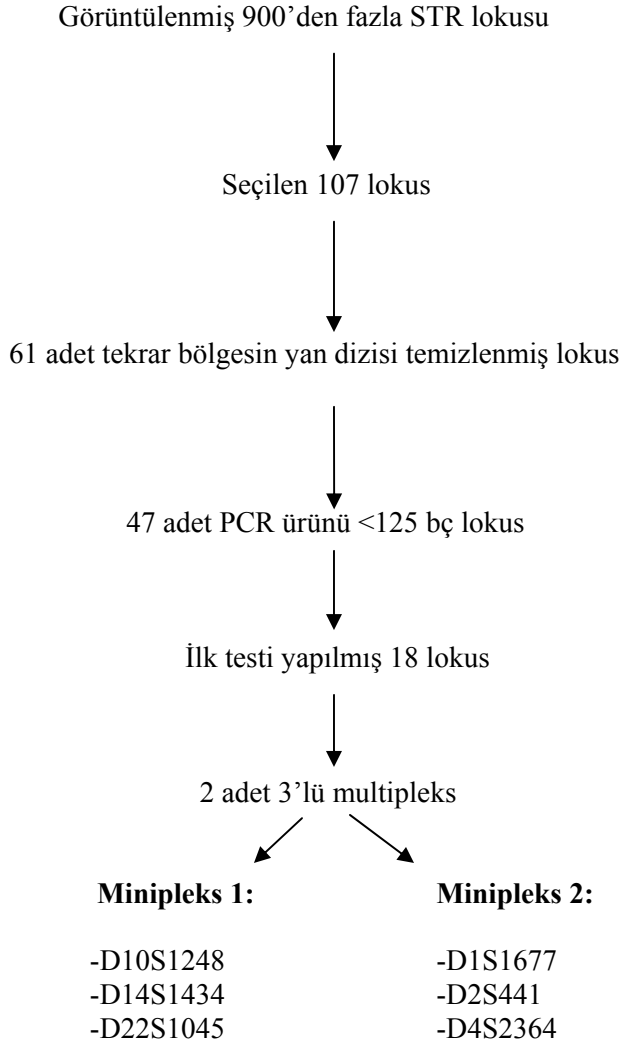 Görüntülenmiş 900’den fazla STR lokusu
Seçilen 107 lokus
61 adet tekrar bölgesin yan dizisi temizlenmiş lokus
47 adet PCR ürünü <125 bç lokus
İlk testi yapılmış 18 lokus
2 adet 3’lü multipleks
Minipleks 1:
-D10S1248
-D14S1434
-D22S1045
Minipleks 2:
-D1S1677
-D2S441
-D4S2364